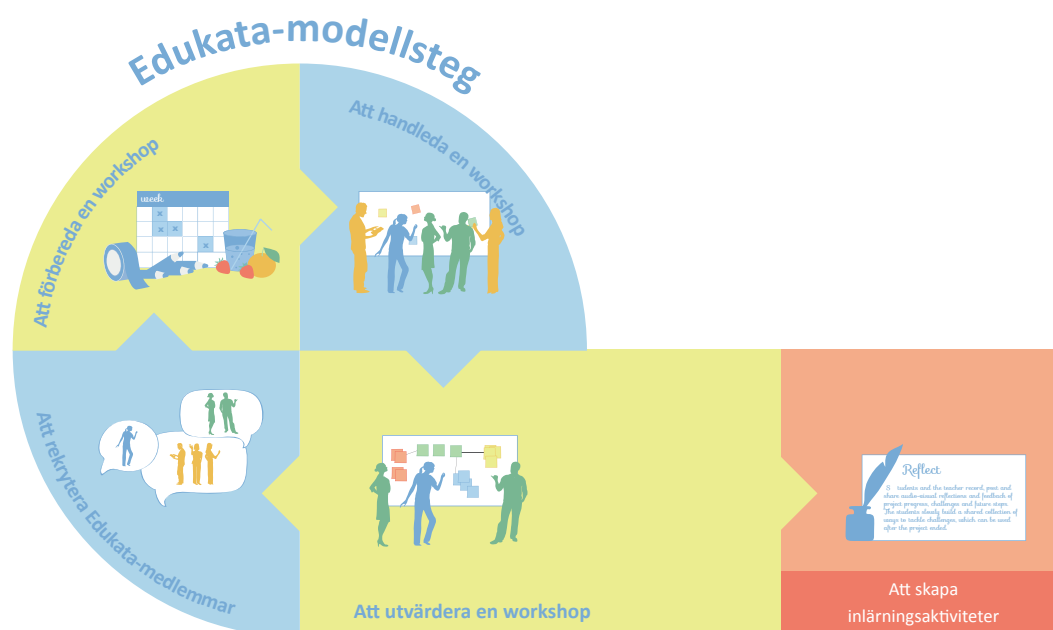 Edukata-modellsteg
Att förbereda en workshop
week
Att handleda en workshop
Att rekrytera Edukata-medlemmar
Att utvärdera en workshop
Reflect
S tudents and the teacher record, post and
share audio-visual reflections and feedback of
project progress, challenges and future steps.
The students slowly build a shared collection of
ways to tackle challenges, which can be used
after the project ended.
Att skapa
inlärningsaktiviteter